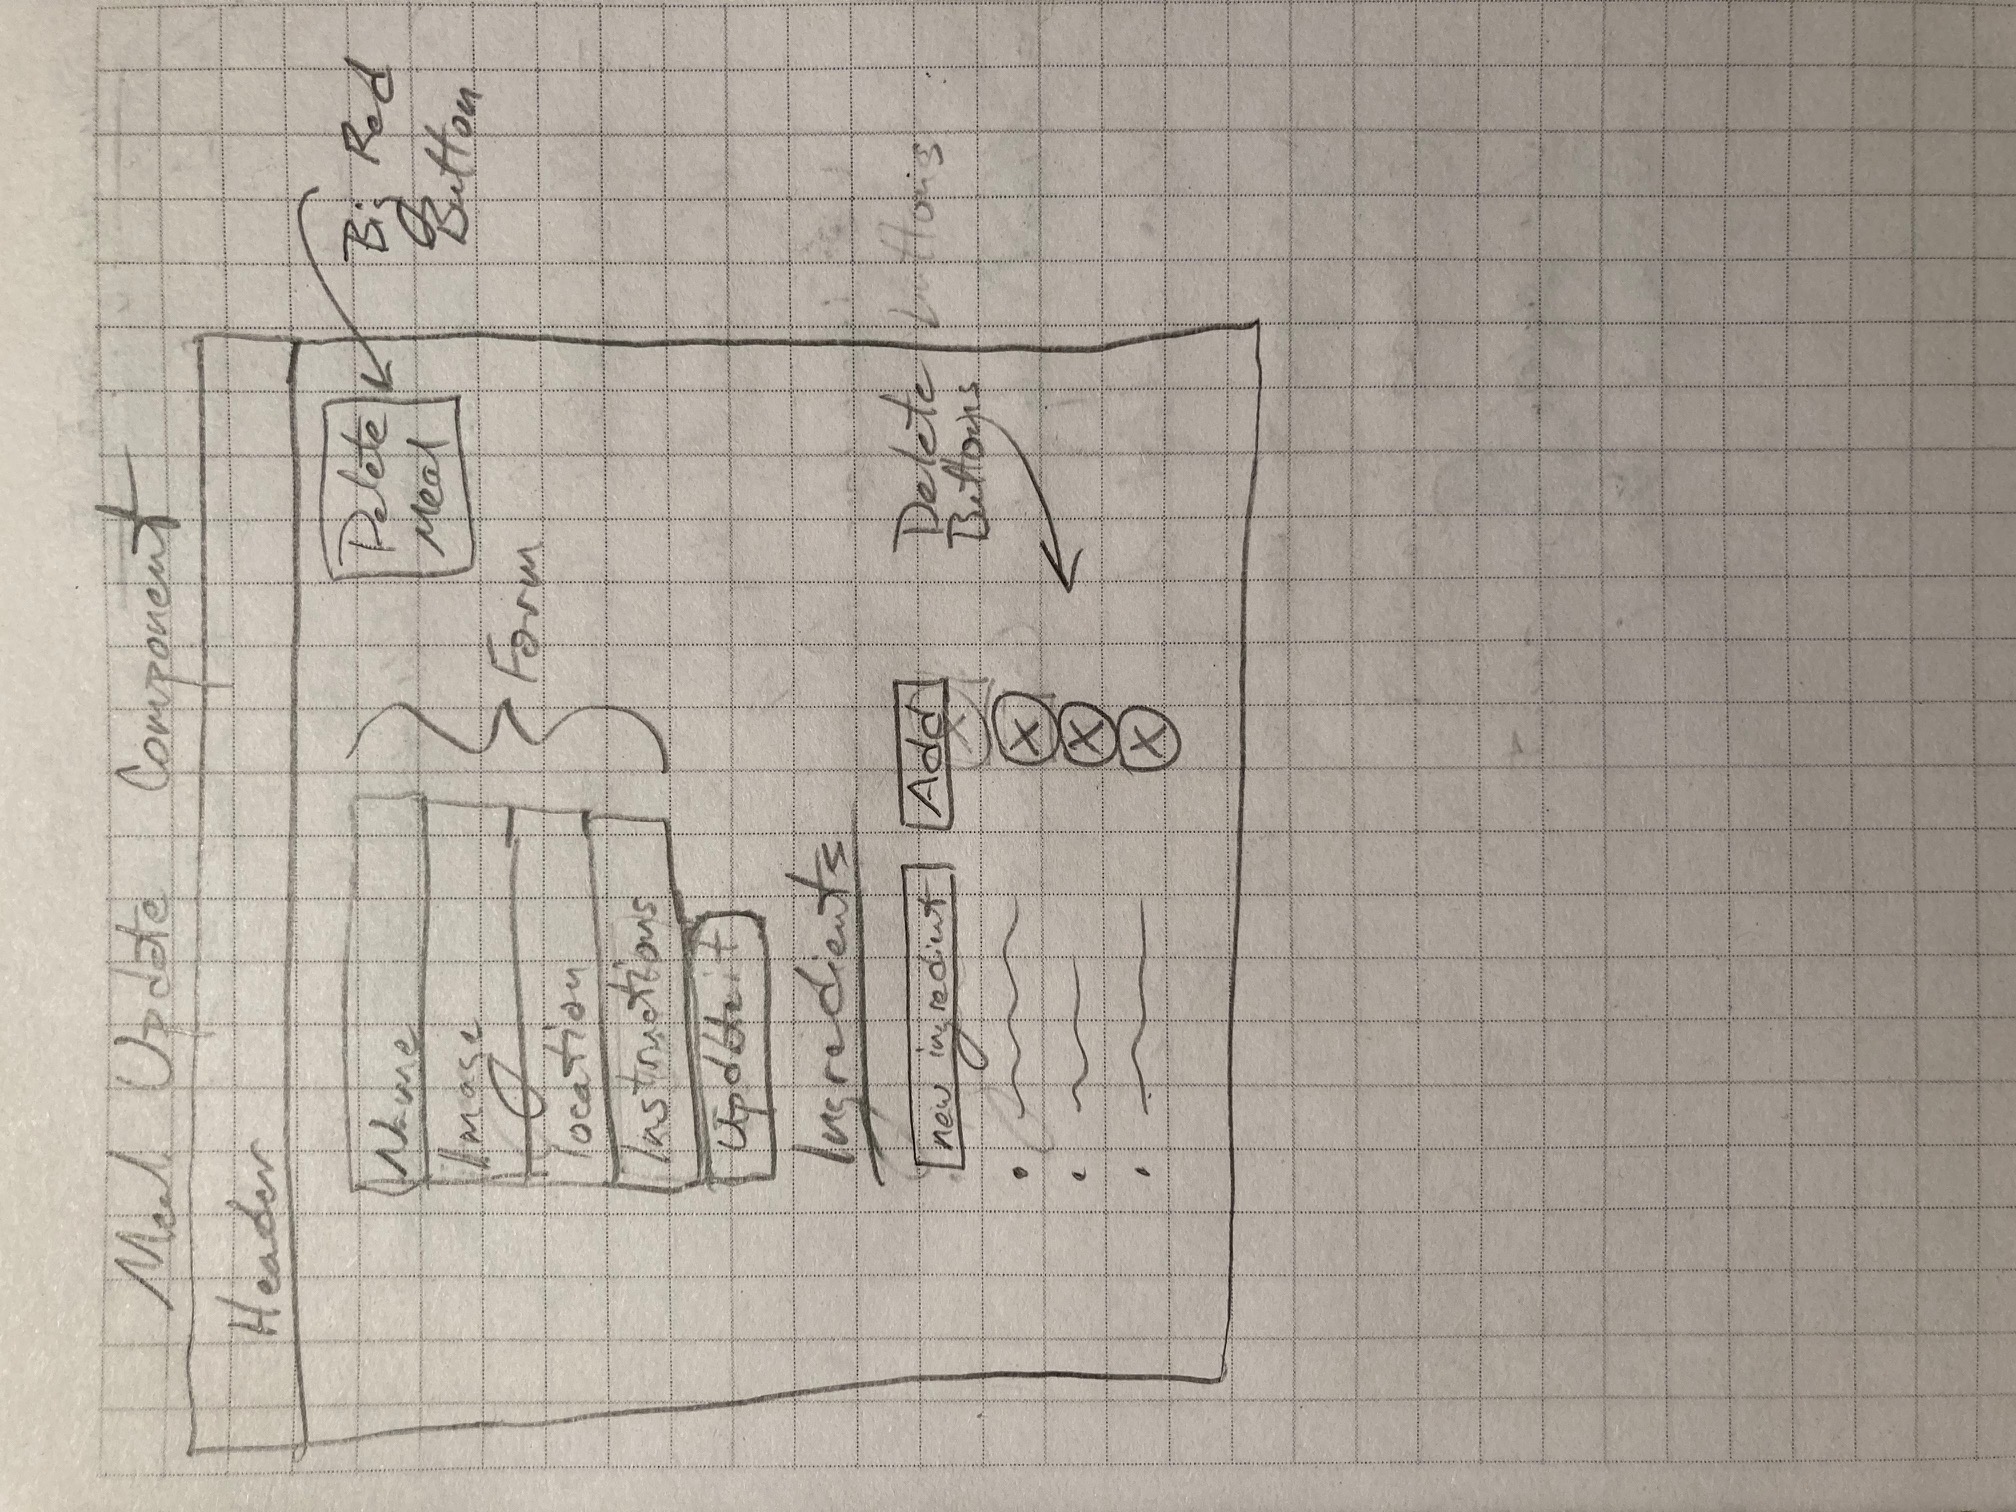 Meal Update Component
Header
Name
Image
location
Instructions
Update
Form
Delete
Meal
Big Red
Button
Ingredients
new ingredient
Add
X
X
X
X
Delete buttons
Buttons